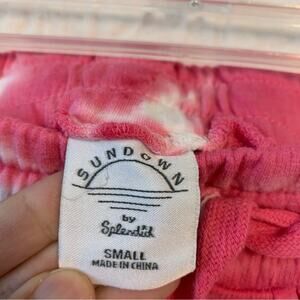 SUNDOWN
by
Splendid
SMALL
MADE IN CHINA